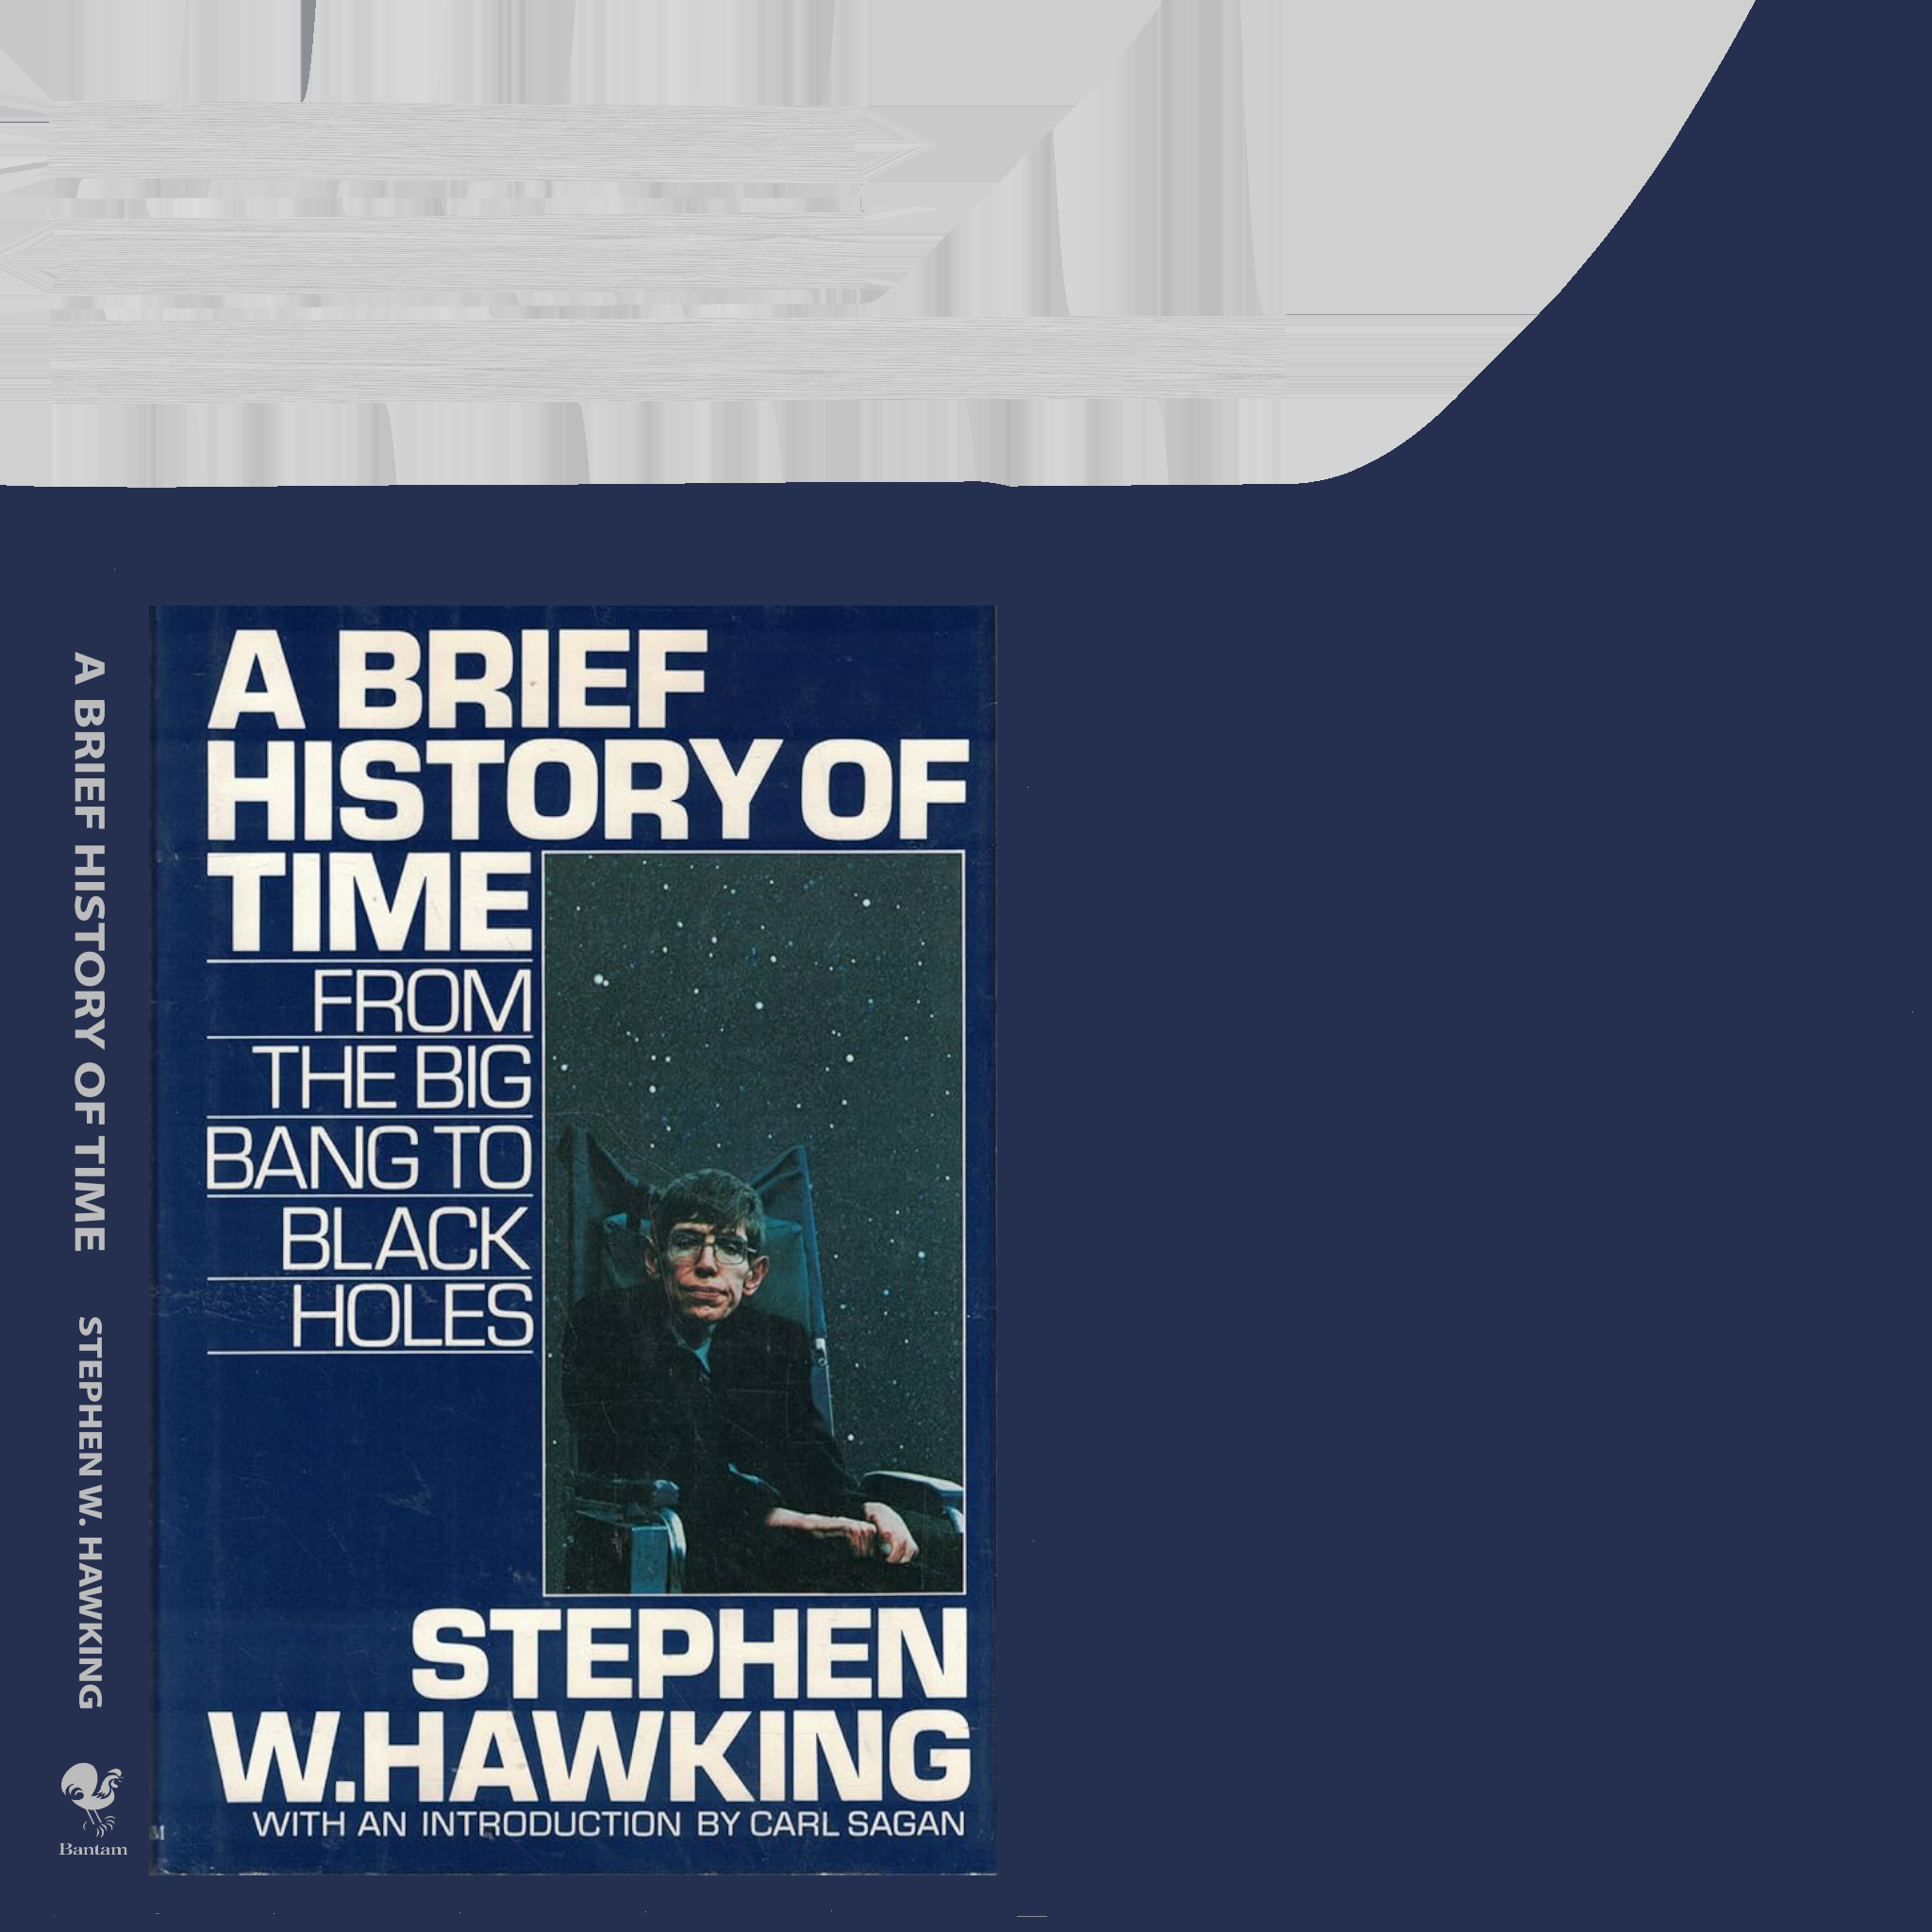 A BRIEF HISTORY OF TIME STEPHEN W. HAWKING
Bantam
A BRIEF
HISTORY OF
TIME
FROM
THE BIG
BANG TO
BLACK
HOLES
STEPHEN
W.HAWKING
WITH AN INTRODUCTION BY CARL SAGAN
M